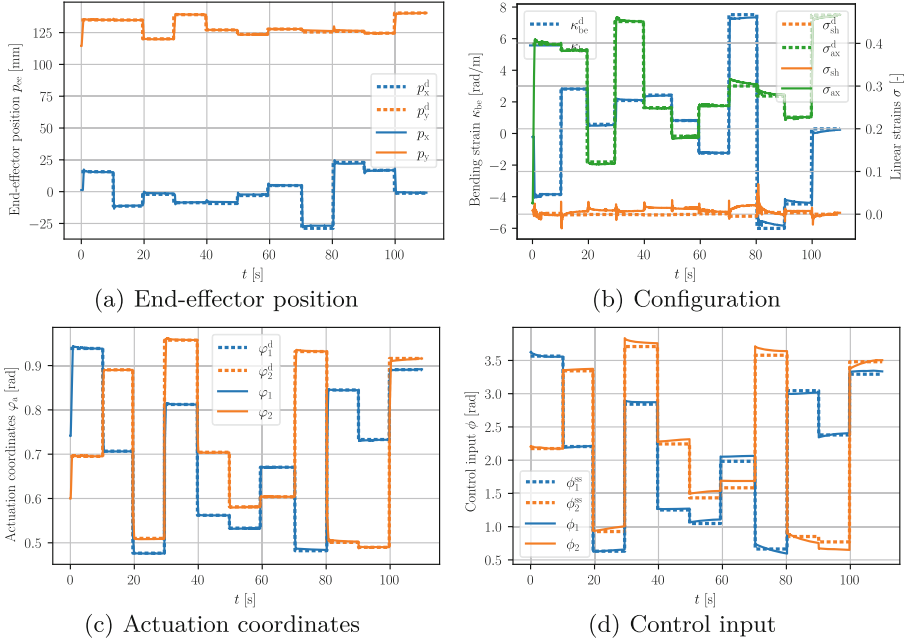 125
100
75
50
25
0
−25
End-effector position p_ee [mm]
p_x^d
p_y^d
p_x
p_y
0 20 40 60 80 100
t [s]
(a) End-effector position
6
4
2
0
−2
−4
−6
Bending strain κ_be [rad/m]
κ_be^d
σ_sh^d
σ_ax^d
σ_sh
σ_ax
0.4
0.3
0.2
0.1
0.0
Linear strains σ [-]
0 20 40 60 80 100
t [s]
(b) Configuration
0.9
0.8
0.7
0.6
0.5
Actuation coordinates φ_a [rad]
φ_1^d
φ_2^d
φ_1
φ_2
0 20 40 60 80 100
t [s]
(c) Actuation coordinates
3.5
3.0
2.5
2.0
1.5
1.0
0.5
Control input ϕ [rad]
ϕ_1^ss
ϕ_2^ss
ϕ_1
ϕ_2
0 20 40 60 80 100
t [s]
(d) Control input